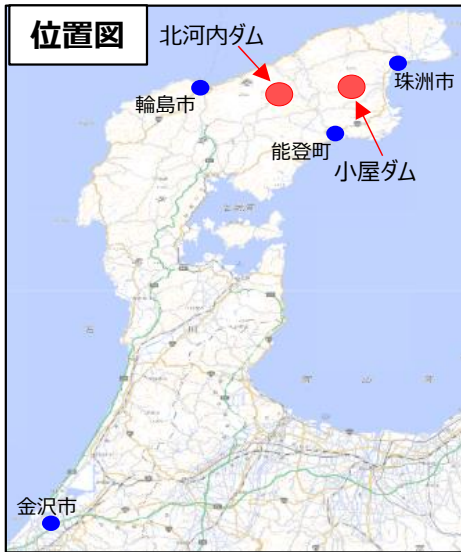 位置図
北河内ダム
輪島市
珠洲市
能登町
小屋ダム
金沢市